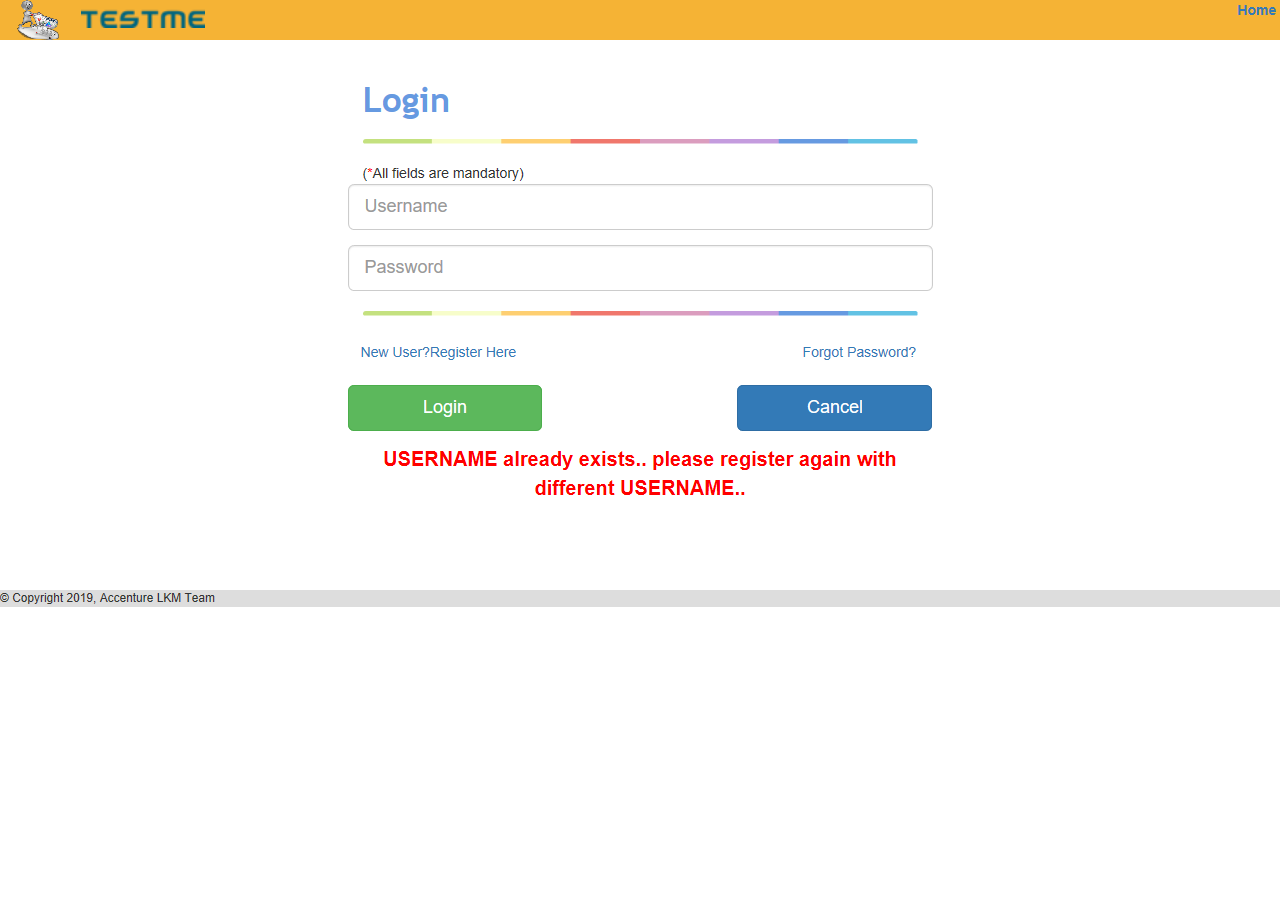 TESTME
Home
Login
(*All fields are mandatory)
Username
Password
New User?Register Here
Forgot Password?
Login
Cancel
USERNAME already exists.. please register again with
different USERNAME..
© Copyright 2019, Accenture LKM Team